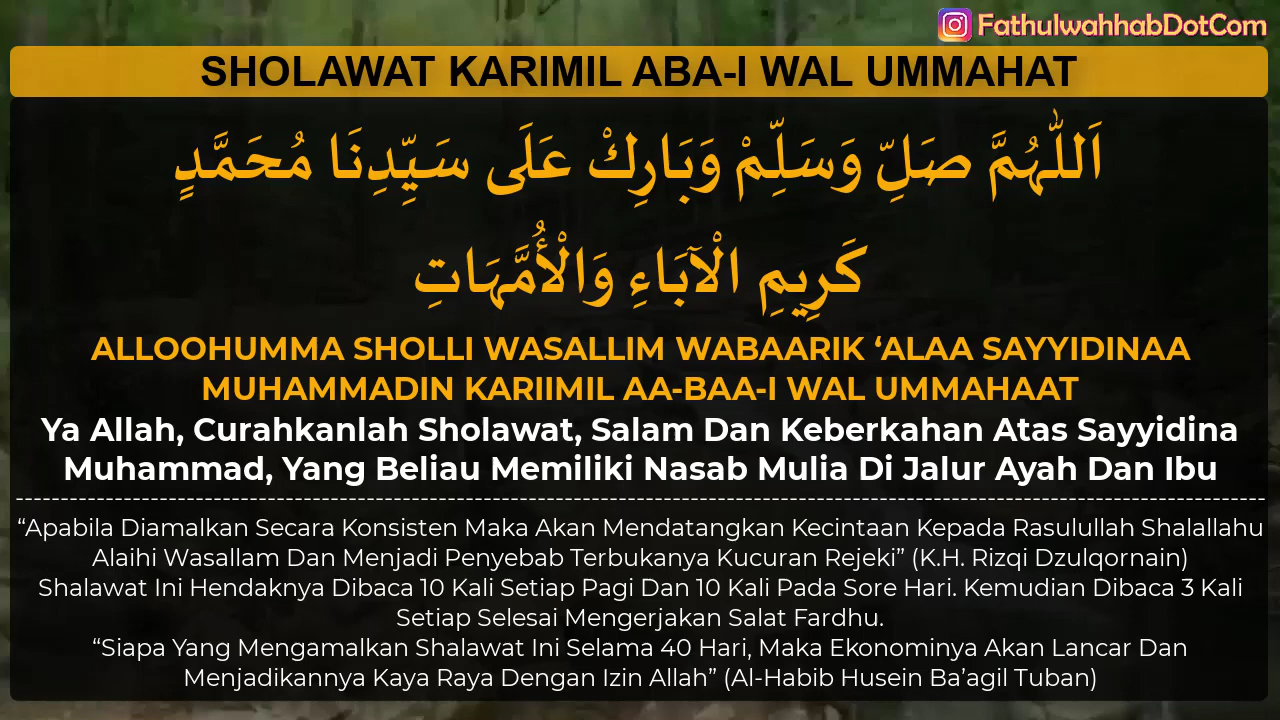 FathulwahhabDotCom
SHOLAWAT KARIMIL ABA-I WAL UMMAHAT
اَللّٰهُمَّ صَلِّ وَسَلِّمْ وَبَارِكْ عَلَى سَيِّدِنَا مُحَمَّدٍ
كَرِيمِ الْآبَاءِ وَالْأُمَّهَاتِ
ALLOOHUMMA SHOLLI WASALLIM WABAARIK ‘ALAA SAYYIDINAA
MUHAMMADIN KARIIMIL AA-BAA-I WAL UMMAHAAT
Ya Allah, Curahkanlah Sholawat, Salam Dan Keberkahan Atas Sayyidina
Muhammad, Yang Beliau Memiliki Nasab Mulia Di Jalur Ayah Dan Ibu
“Apabila Diamalkan Secara Konsisten Maka Akan Mendatangkan Kecintaan Kepada Rasulullah Shalallahu
Alaihi Wasallam Dan Menjadi Penyebab Terbukanya Kucuran Rejeki” (K.H. Rizqi Dzulqornain)
Shalawat Ini Hendaknya Dibaca 10 Kali Setiap Pagi Dan 10 Kali Pada Sore Hari. Kemudian Dibaca 3 Kali
Setiap Selesai Mengerjakan Salat Fardhu.
“Siapa Yang Mengamalkan Shalawat Ini Selama 40 Hari, Maka Ekonominya Akan Lancar Dan
Menjadikannya Kaya Raya Dengan Izin Allah” (Al-Habib Husein Ba’agil Tuban)